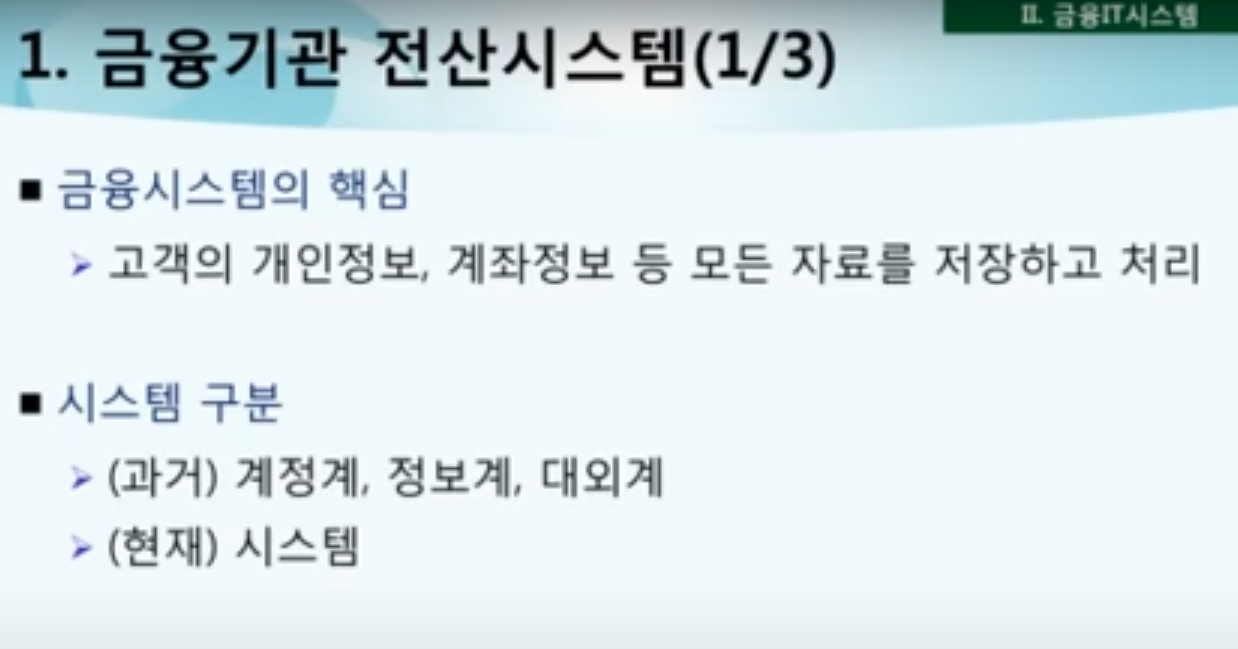 II. 금융IT시스템
1. 금융기관 전산시스템(1/3)
■ 금융시스템의 핵심
➢ 고객의 개인정보, 계좌정보 등 모든 자료를 저장하고 처리
■ 시스템 구분
➢ (과거) 계정계, 정보계, 대외계
➢ (현재) 시스템